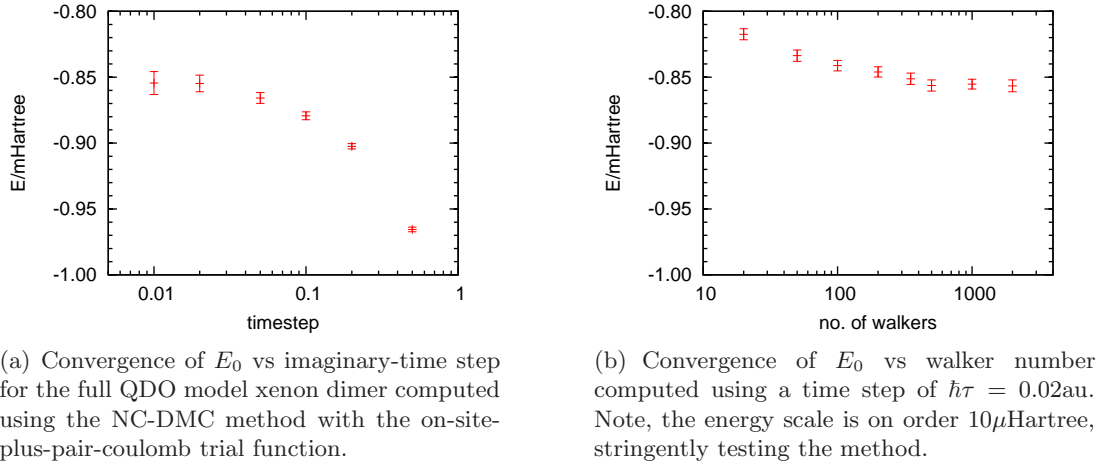 -0.80
-0.85
-0.90
-0.95
-1.00
E/mHartree
0.01
0.1
1
timestep
(a) Convergence of E₀ vs imaginary-time step
for the full QDO model xenon dimer computed
using the NC-DMC method with the on-site-
plus-pair-coulomb trial function.
-0.80
-0.85
-0.90
-0.95
-1.00
E/mHartree
10
100
1000
no. of walkers
(b) Convergence of E₀ vs walker number
computed using a time step of ℏτ = 0.02au.
Note, the energy scale is on order 10μHartree,
stringently testing the method.